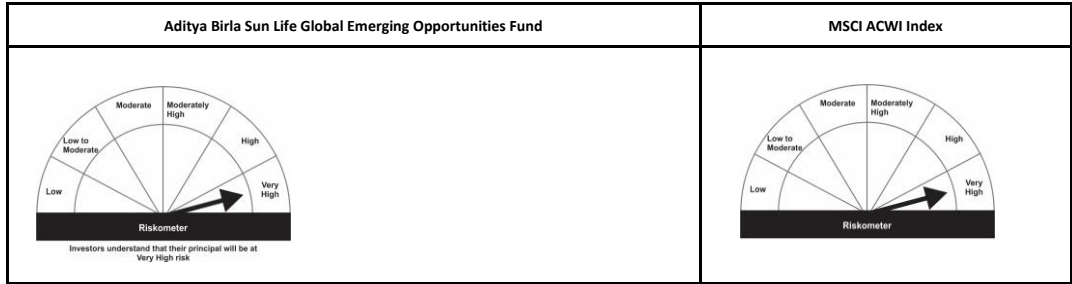 Aditya Birla Sun Life Global Emerging Opportunities Fund
MSCI ACWI Index
Moderate
Moderately
High
Low to
Moderate
High
Low
Very
High
Riskometer
Investors understand that their principal will be at
Very High risk
Moderate
Moderately
High
Low to
Moderate
High
Low
Very
High
Riskometer